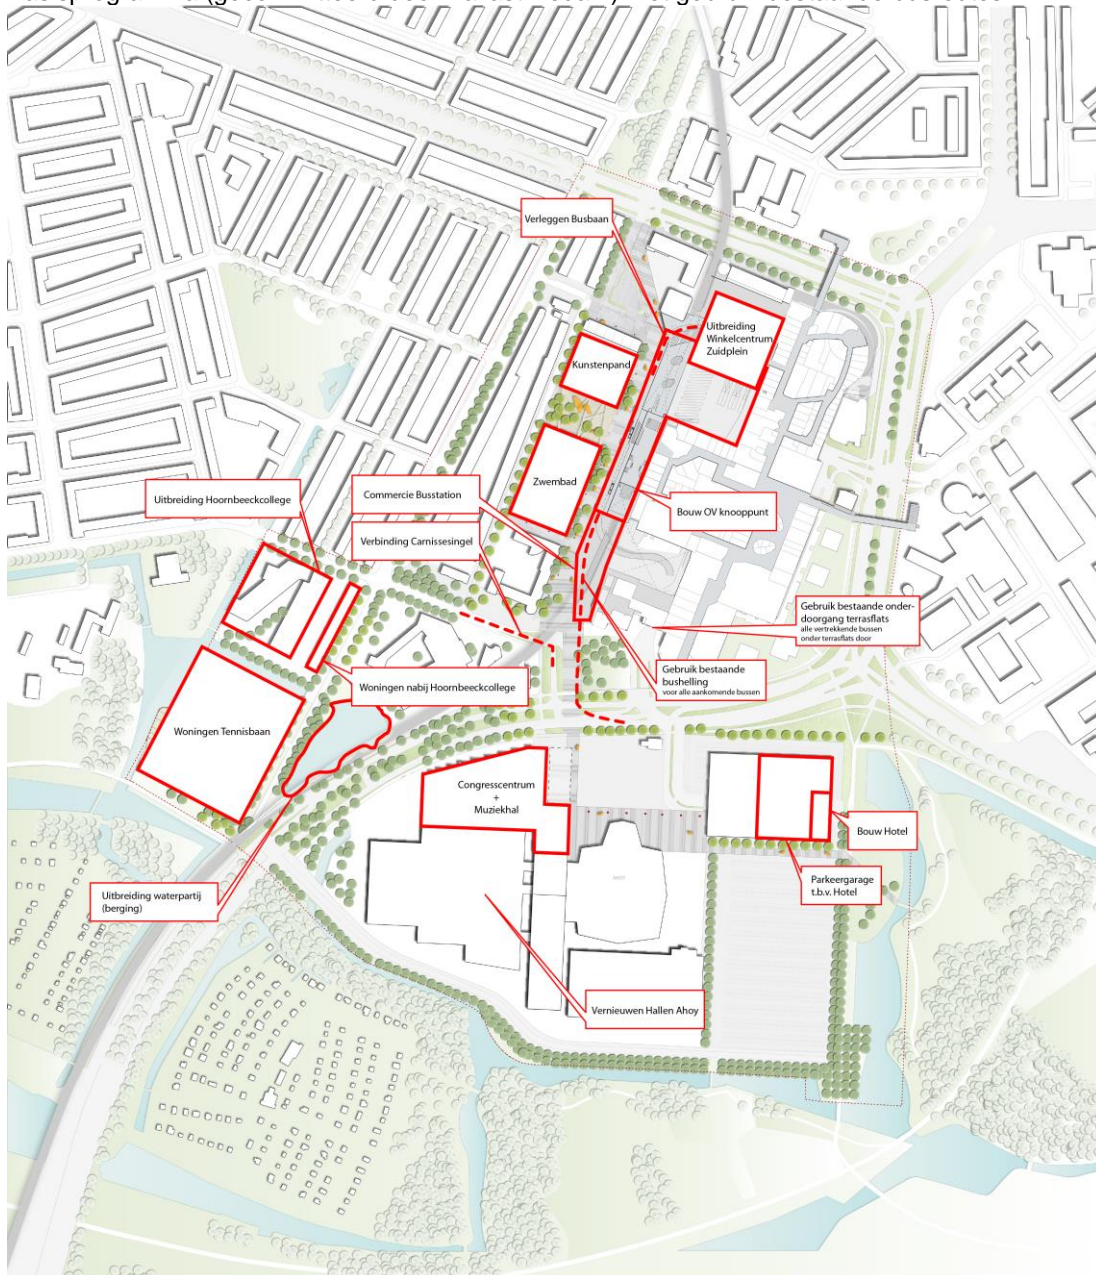 Verleggen Busbaan
Uitbreiding
Winkelcentrum
Zuidplein
Kunstenpand
Zwembad
Commercie Busstation
Uitbreiding Hoornbeeckcollege
Bouw OV knooppunt
Verbinding Carnissesingel
Gebruik bestaande onder-
doorgang terrasflats
alle vertrekkende bussen
onder terrasflats door
Gebruik bestaande
bushelling
voor alle aankomende bussen
Woningen nabij Hoornbeeckcollege
Woningen Tennisbaan
Congrescentrum
+
Muziekhal
Bouw Hotel
Parkeergarage
t.b.v. Hotel
Uitbreiding waterpartij
(berging)
Vernieuwen Hallen Ahoy